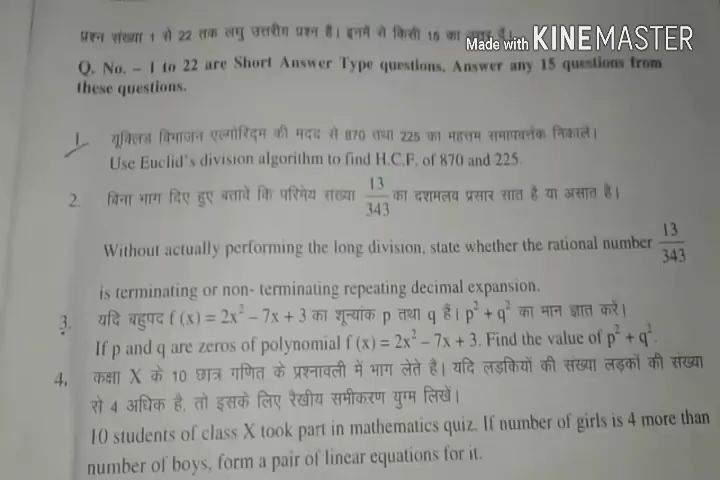 प्रश्न संख्या 1 से 22 तक लघु उत्तरीय प्रश्न है। इनमें से किसी 15 का उत्तर दें।
Made with KINEMASTER
Q. No. – 1 to 22 are Short Answer Type questions. Answer any 15 questions from
these questions.
1. यूक्लिड विभाजन एल्गोरिद्म की मदद से 870 तथा 225 का महत्तम समापवर्त्तक निकालें।
Use Euclid's division algorithm to find H.C.F. of 870 and 225.
2. बिना भाग दिए हुए बतावें कि परिमेय संख्या 13/343 का दशमलव प्रसार सात है या असात है।
Without actually performing the long division, state whether the rational number 13/343
is terminating or non- terminating repeating decimal expansion.
3. यदि बहुपद f (x) = 2x² – 7x + 3 का शून्यांक p तथा q हैं। p² + q² का मान ज्ञात करें।
If p and q are zeros of polynomial f (x) = 2x² – 7x + 3. Find the value of p² + q².
4. कक्षा X के 10 छात्र गणित के प्रश्नावली में भाग लेते हैं। यदि लड़कियों की संख्या लड़कों की संख्या
से 4 अधिक है, तो इसके लिए रैखीय समीकरण युग्म लिखें।
10 students of class X took part in mathematics quiz. If number of girls is 4 more than
number of boys, form a pair of linear equations for it.